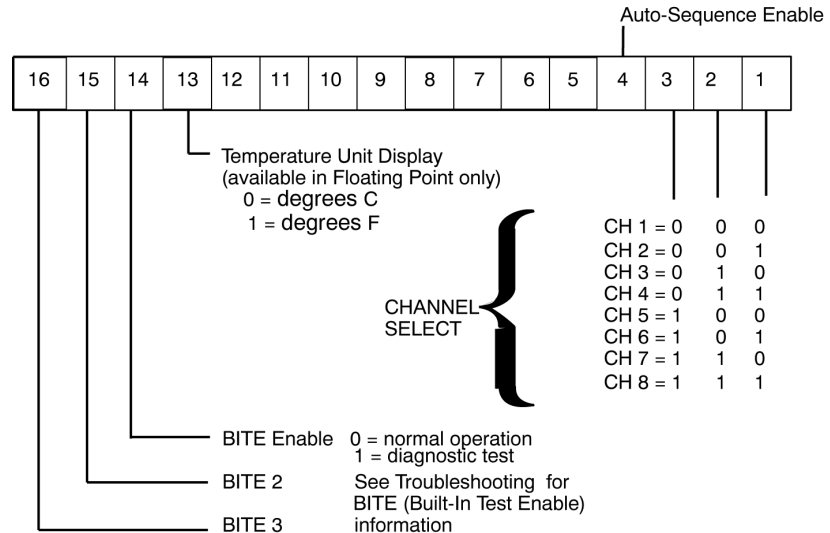 Auto-Sequence Enable
16 15 14 13 12 11 10 9 8 7 6 5 4 3 2 1
Temperature Unit Display
(available in Floating Point only)
0 = degrees C
1 = degrees F
CHANNEL
SELECT
CH 1 = 0 0 0
CH 2 = 0 0 1
CH 3 = 0 1 0
CH 4 = 0 1 1
CH 5 = 1 0 0
CH 6 = 1 0 1
CH 7 = 1 1 0
CH 8 = 1 1 1
BITE Enable 0 = normal operation
1 = diagnostic test
BITE 2 See Troubleshooting for
BITE (Built-In Test Enable)
BITE 3 information